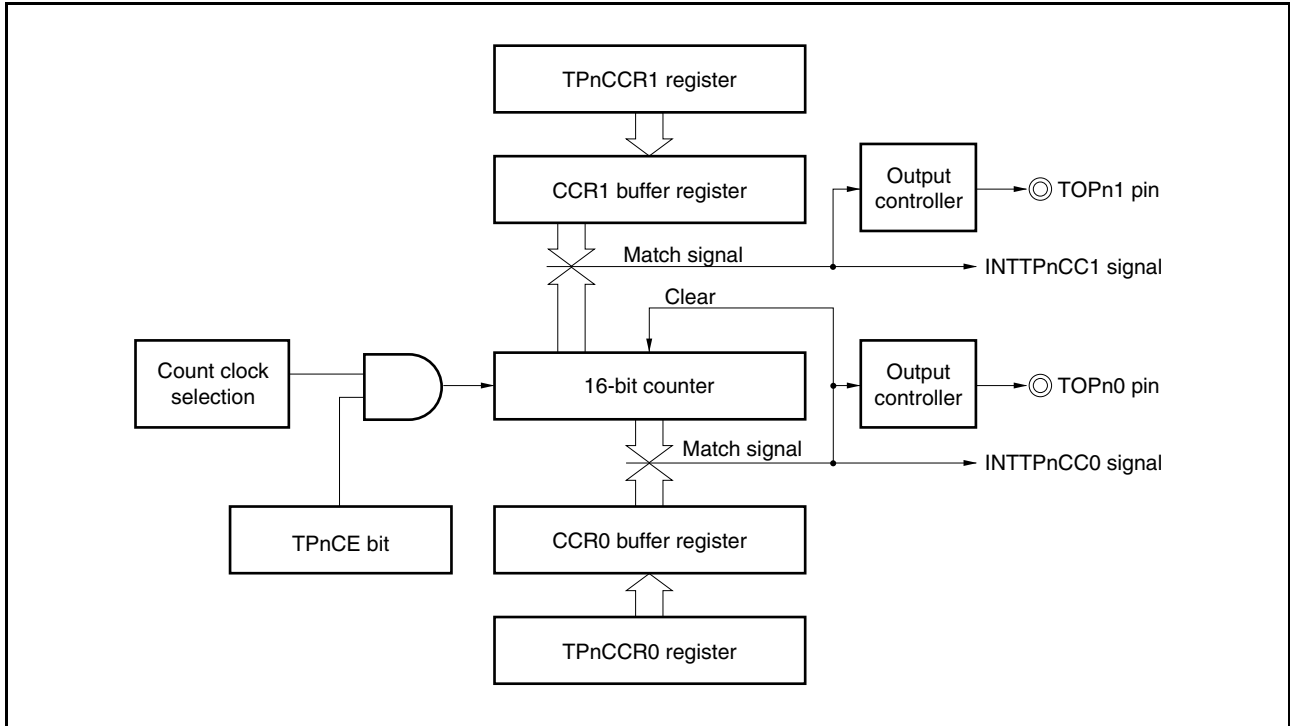 TPnCCR1 register
CCR1 buffer register
Output
controller
TOPn1 pin
Match signal
INTTPnCC1 signal
Clear
Count clock
selection
16-bit counter
Output
controller
TOPn0 pin
Match signal
INTTPnCC0 signal
TPnCE bit
CCR0 buffer register
TPnCCR0 register